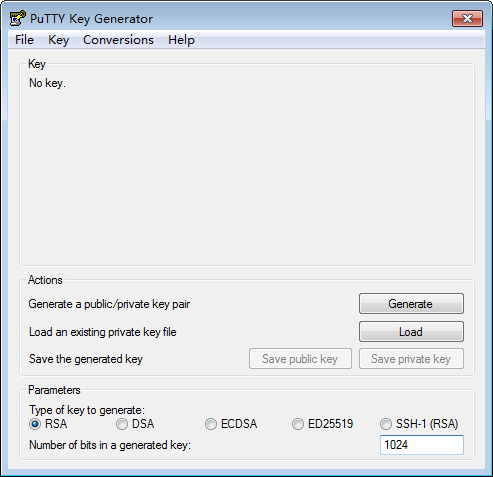 PuTTY Key Generator
File Key Conversions Help
Key
No key.
Actions
Generate a public/private key pair
Generate
Load an existing private key file
Load
Save the generated key
Save public key
Save private key
Parameters
Type of key to generate:
RSA DSA ECDSA ED25519 SSH-1 (RSA)
Number of bits in a generated key:
1024